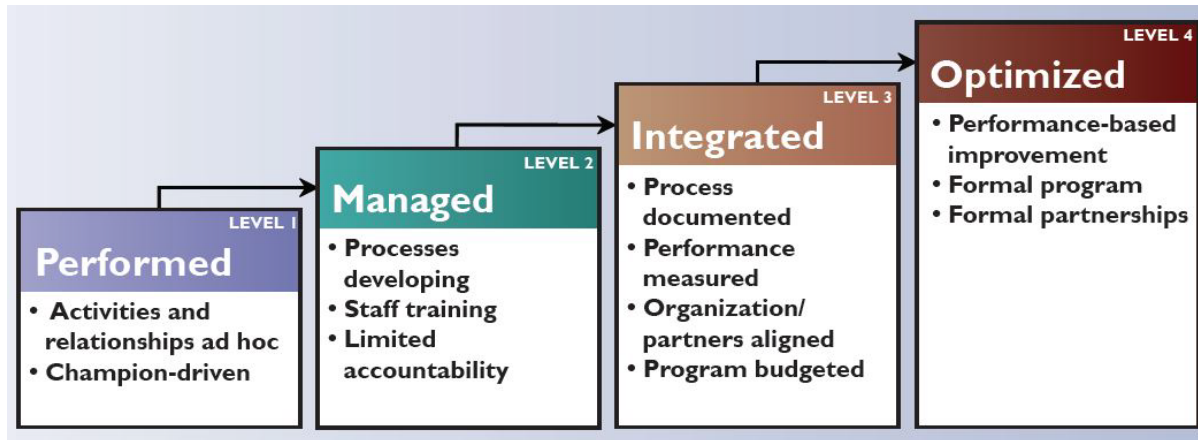 LEVEL 1
Performed
• Activities and
relationships ad hoc
• Champion-driven
LEVEL 2
Managed
• Processes
developing
• Staff training
• Limited
accountability
LEVEL 3
Integrated
• Process
documented
• Performance
measured
• Organization/
partners aligned
• Program budgeted
LEVEL 4
Optimized
• Performance-based
improvement
• Formal program
• Formal partnerships